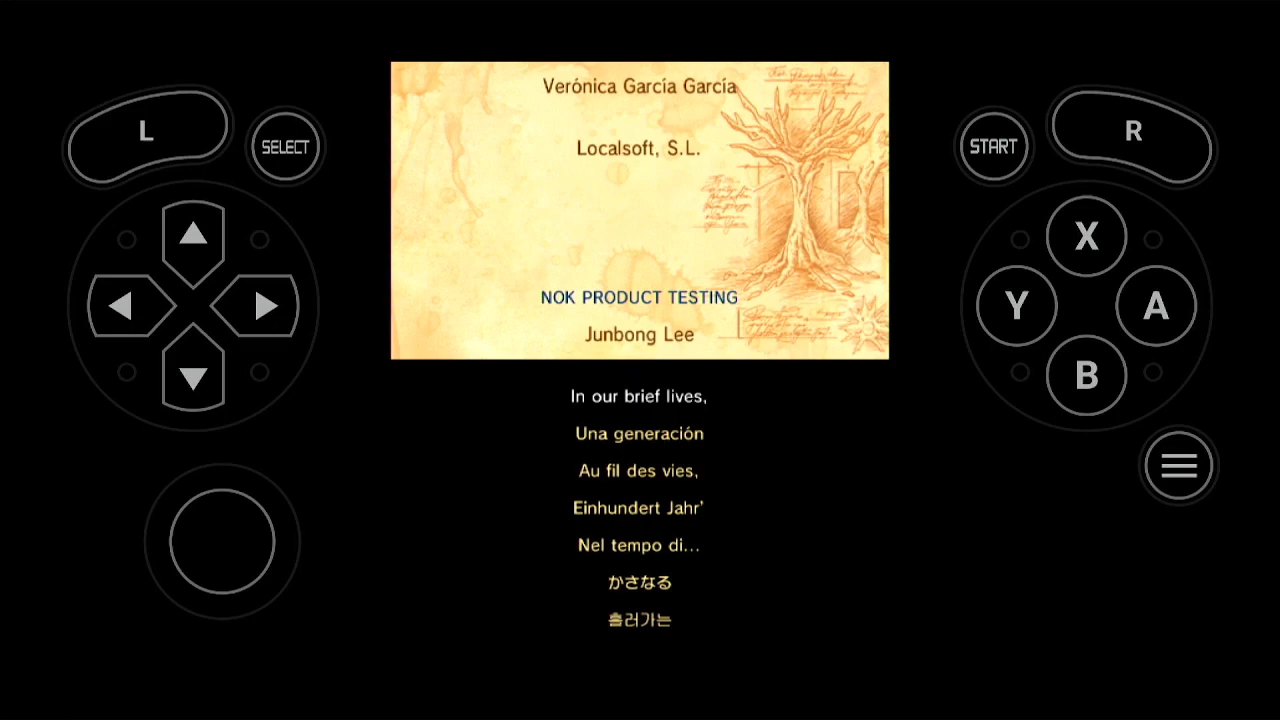 Verónica García García
Localsoft, S.L.
NOK PRODUCT TESTING
Junbong Lee
L
SELECT
START
R
X
Y
A
B
In our brief lives,
Una generación
Au fil des vies,
Einhundert Jahr’
Nel tempo di...
かさなる
흘러가는